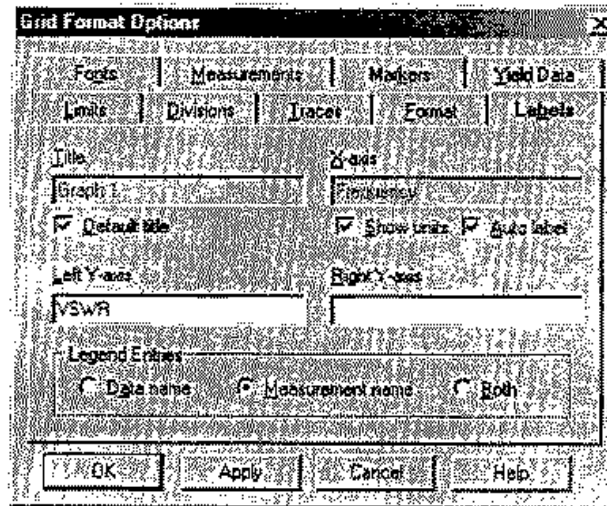 Grid Format Options
Fonts Measurements Markers Yield Data
Limits Divisions Traces Format Labels
Title X-axis
Graph 1 Frequency
Default title Show units Auto label
Left Y-axis Right Y-axis
VSWR
Legend Entries
Data name Measurement name Both
OK Apply Cancel Help